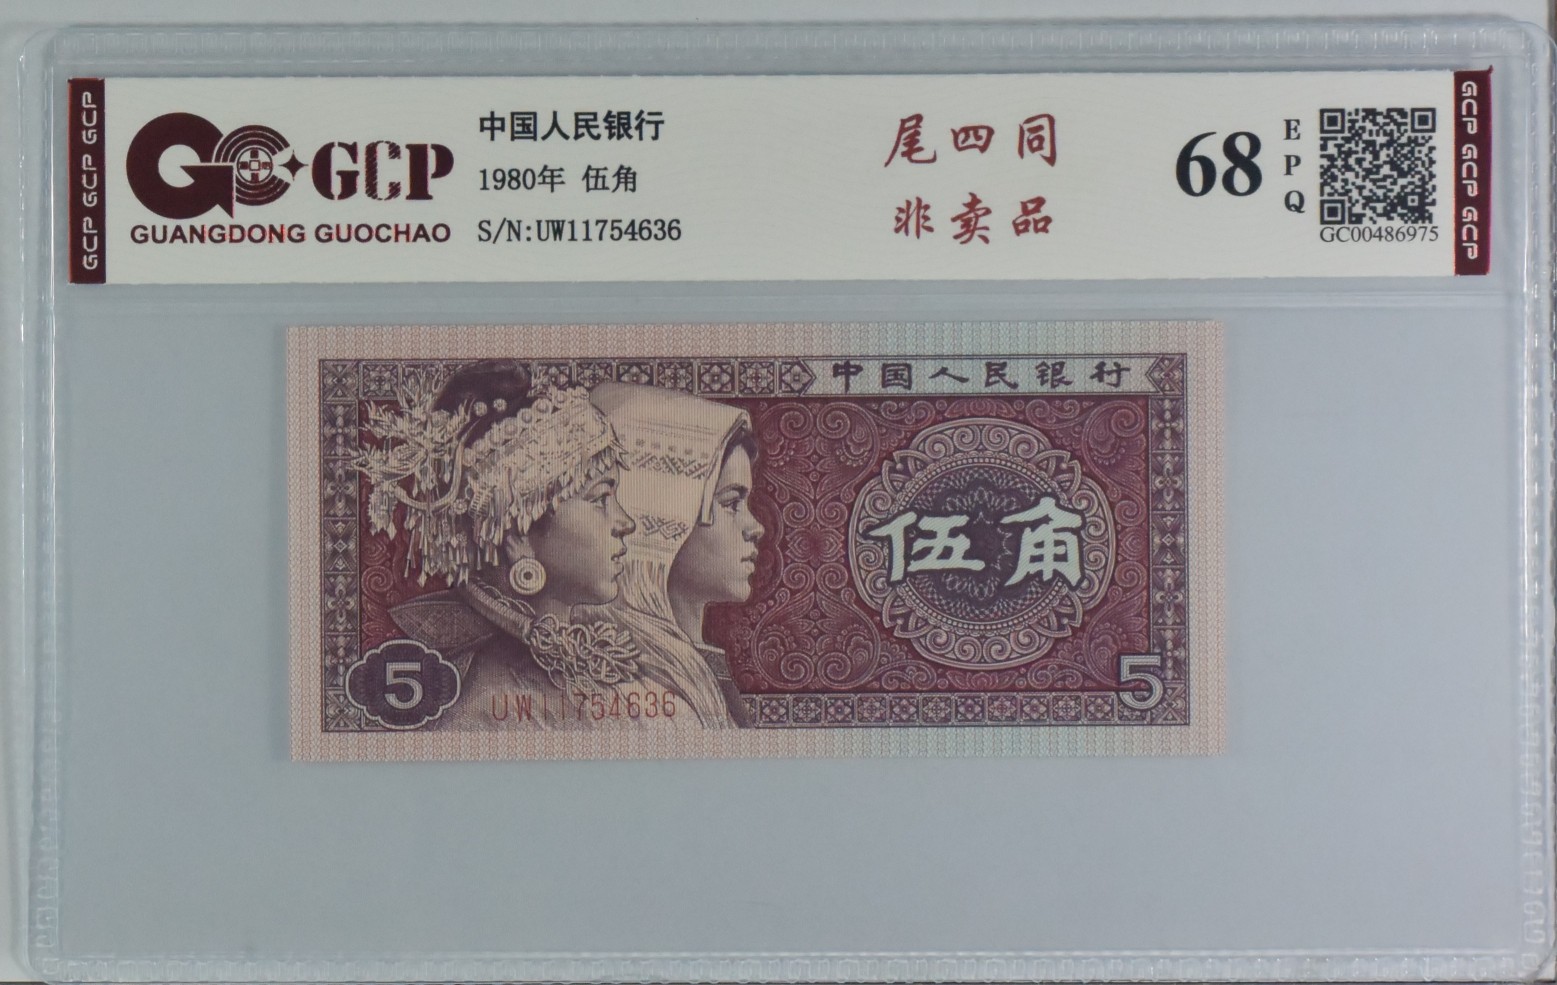 GCP GCP GCP
GCP
GUANGDONG GUOCHAO
中国人民银行
1980年 伍角
S/N:UW11754636
尾四同
非卖品
68
EPQ
GC00486975
GCP GCP GCP
中国人民银行
伍角
5
UW11754636
5